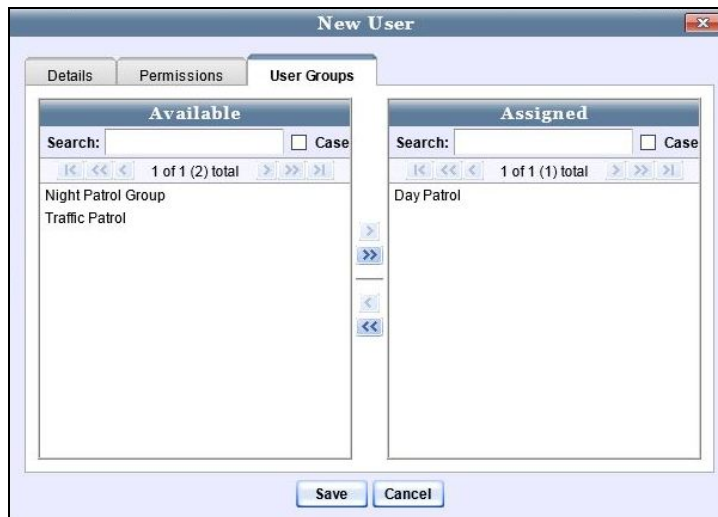 New User
Details
Permissions
User Groups
Available
Search:
Case
1 of 1 (2) total
Night Patrol Group
Traffic Patrol
Assigned
Search:
Case
1 of 1 (1) total
Day Patrol
Save
Cancel